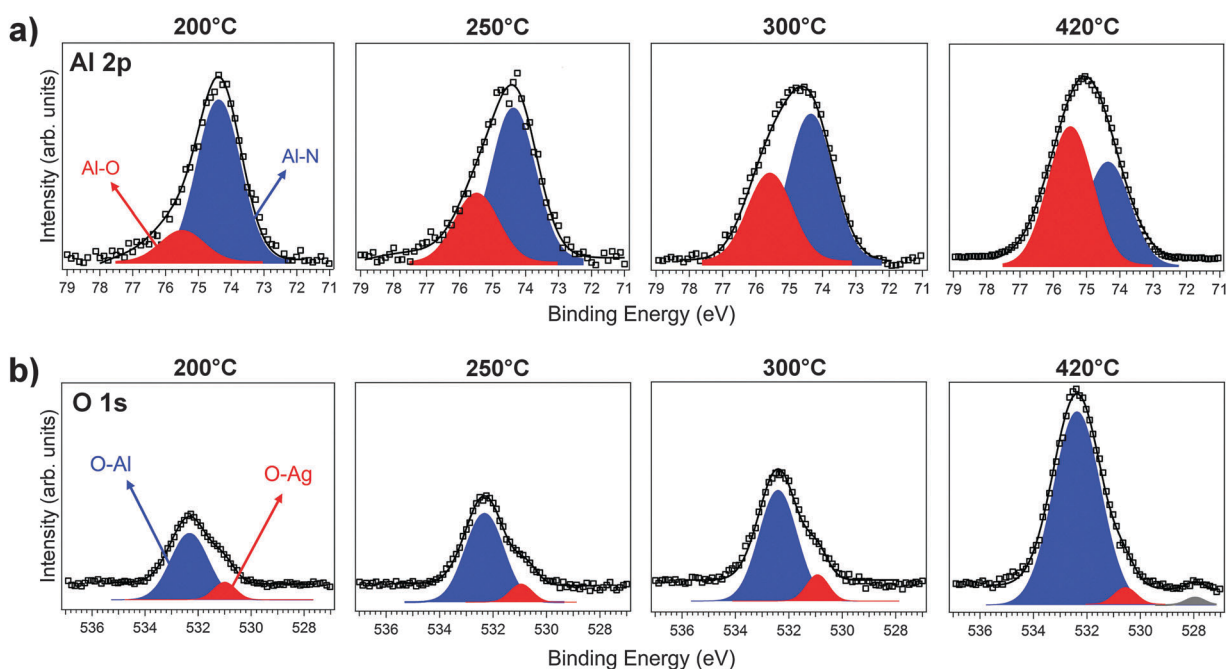 200°C 250°C 300°C 420°C
a)
Al 2p
Intensity (arb. units)
Al-O
Al-N
79 78 77 76 75 74 73 72 71 79 78 77 76 75 74 73 72 71 79 78 77 76 75 74 73 72 71 79 78 77 76 75 74 73 72 71
Binding Energy (eV)
200°C 250°C 300°C 420°C
b)
O 1s
Intensity (arb. units)
O-Al
O-Ag
536 534 532 530 528 536 534 532 530 528 536 534 532 530 528 536 534 532 530 528
Binding Energy (eV)